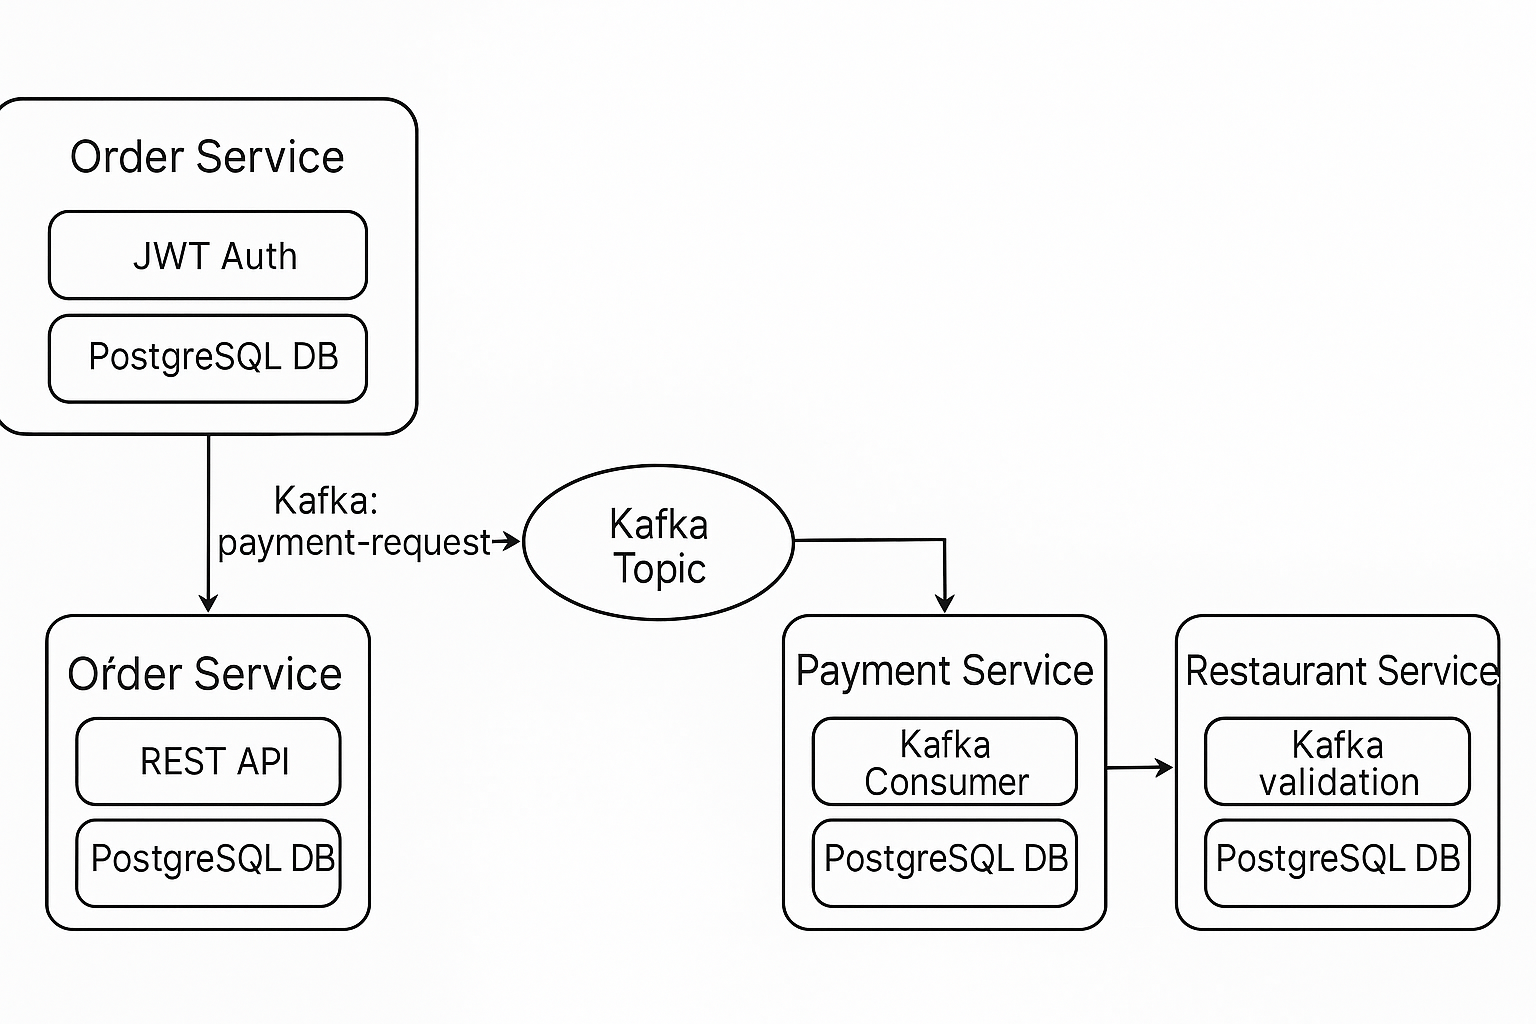 Order Service
JWT Auth
PostgreSQL DB
Kafka:
payment-request
Kafka
Topic
Oŕder Service
REST API
PostgreSQL DB
Payment Service
Kafka
Consumer
PostgreSQL DB
Restaurant Service
Kafka
validation
PostgreSQL DB